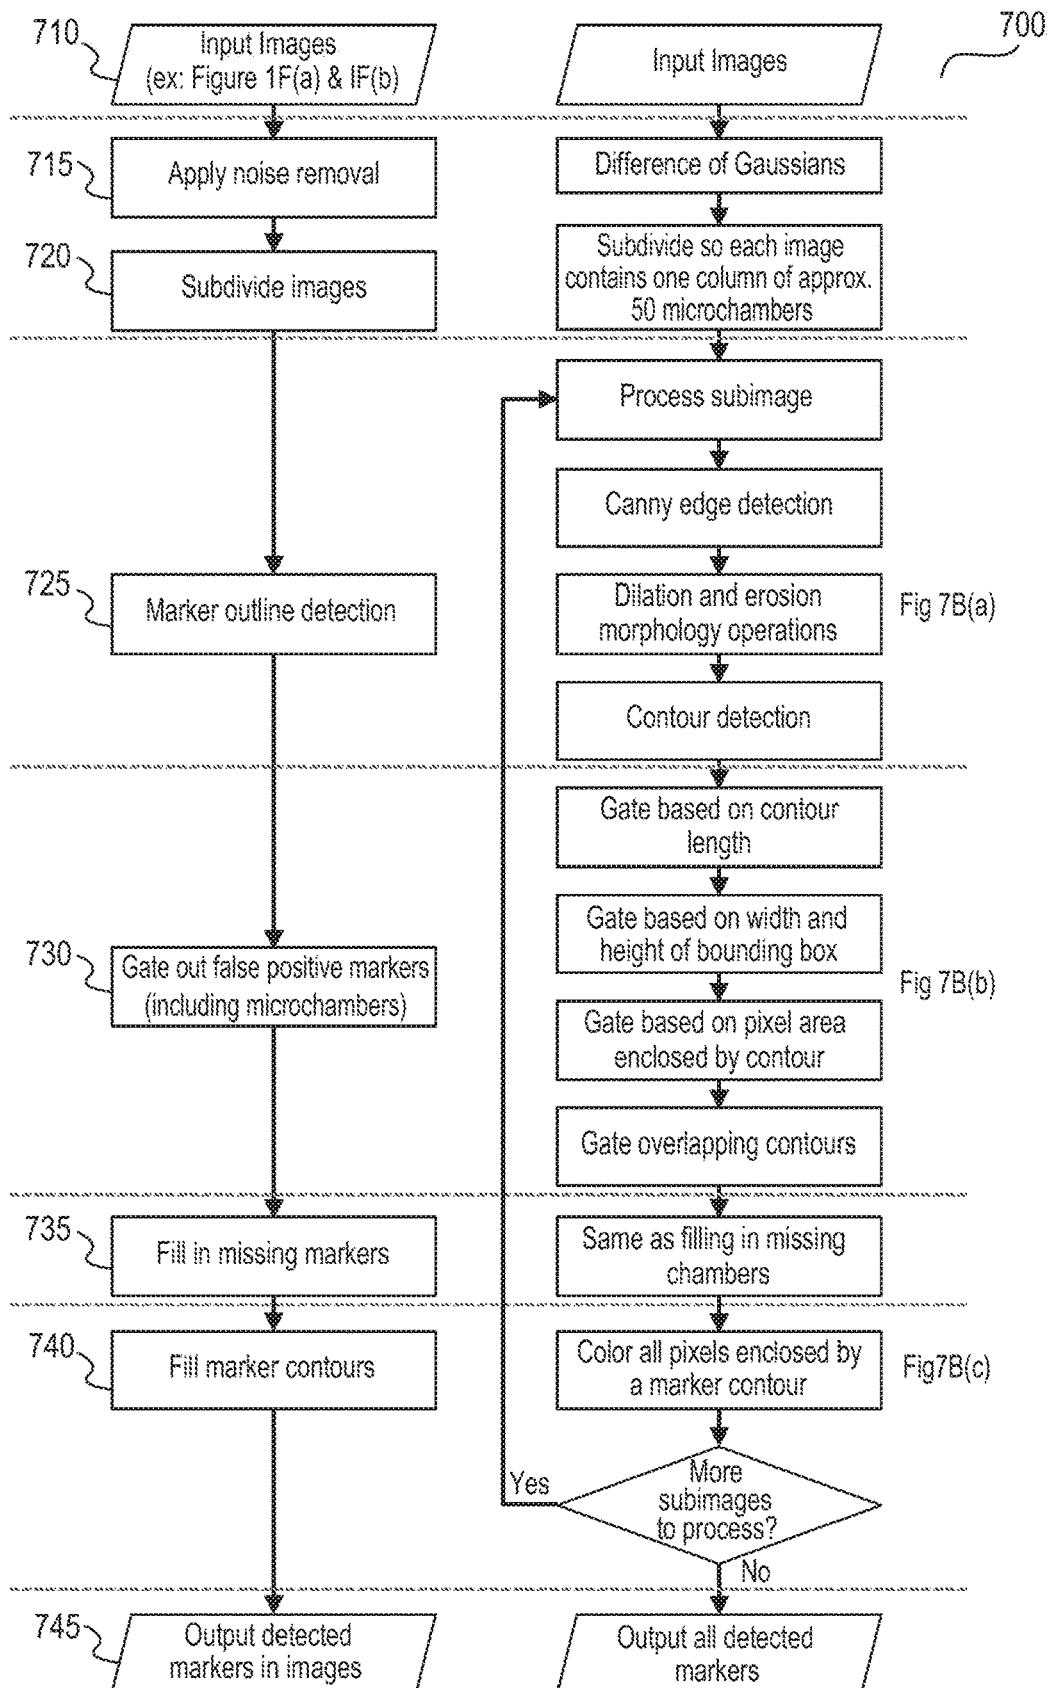 700
710
Input Images
(ex: Figure 1F(a) & IF(b)
Input Images
715
Apply noise removal
Difference of Gaussians
720
Subdivide images
Subdivide so each image
contains one column of approx.
50 microchambers
Process subimage
Canny edge detection
725
Marker outline detection
Dilation and erosion
morphology operations
Fig 7B(a)
Contour detection
Gate based on contour
length
Gate based on width and
height of bounding box
730
Gate out false positive markers
(including microchambers)
Fig 7B(b)
Gate based on pixel area
enclosed by contour
Gate overlapping contours
735
Fill in missing markers
Same as filling in missing
chambers
740
Fill marker contours
Color all pixels enclosed by
a marker contour
Fig7B(c)
Yes
More
subimages
to process?
No
745
Output detected
markers in images
Output all detected
markers